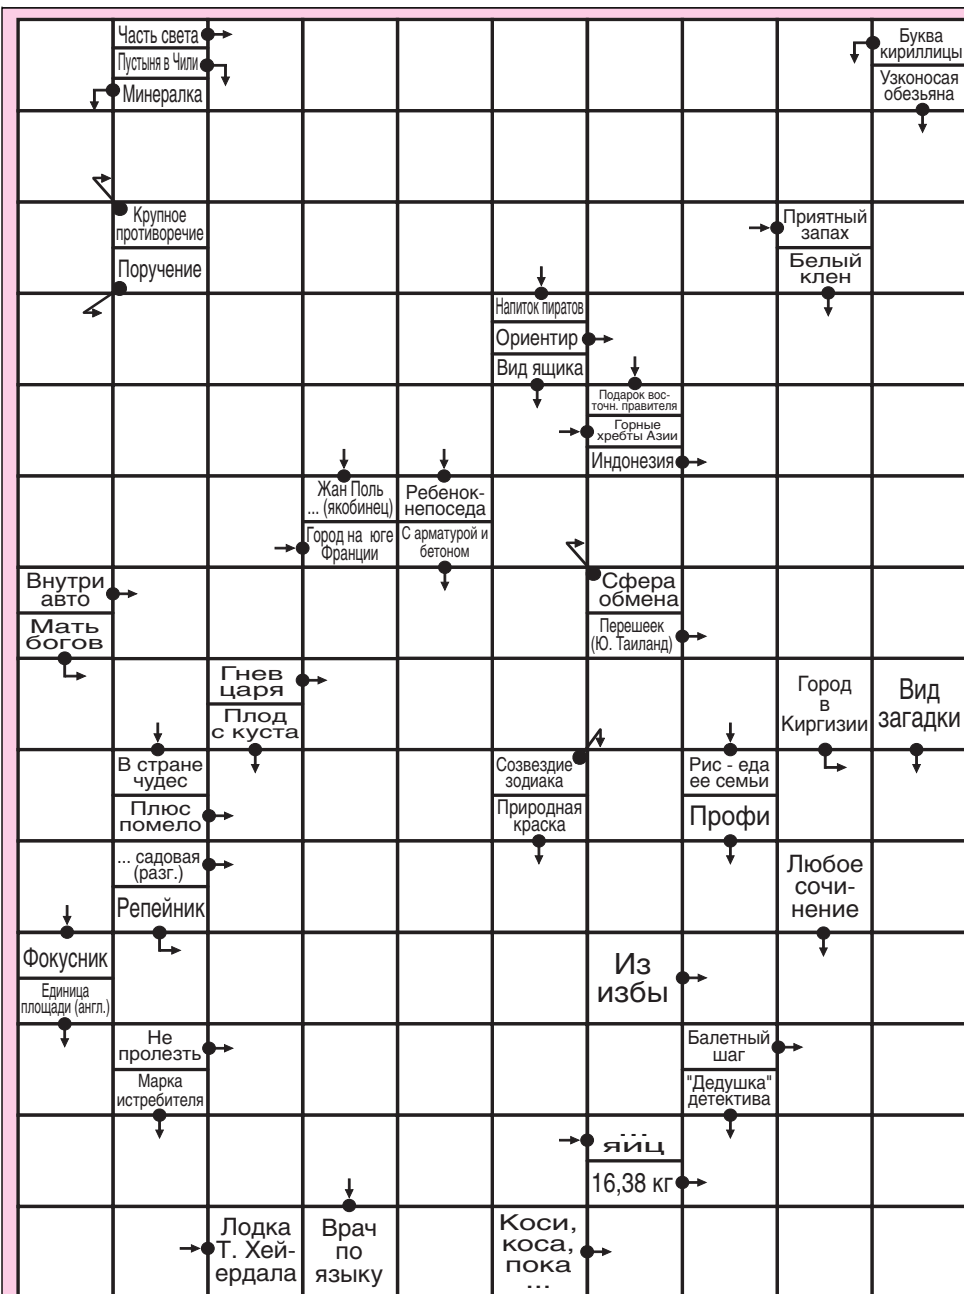 Часть света
Пустыня в Чили
Минералка
Буква
кириллицы
Узконосая
обезьяна
Крупное
противоречие
Поручение
Приятный
запах
Белый
клен
Напиток пиратов
Ориентир
Вид ящика
Подарок вос-
точн. правителя
Горные
хребты Азии
Индонезия
Жан Поль
... (якобинец)
Город на юге
Франции
Ребенок-
непоседа
С арматурой и
бетоном
Внутри
авто
Мать
богов
Сфера
обмена
Перешеек
(Ю. Таиланд)
Гнев
царя
Плод
с куста
Город
в
Киргизии
Вид
загадки
В стране
чудес
Плюс
помело
Созвездие
зодиака
Природная
краска
Рис - еда
ее семьи
Профи
... садовая
(разг.)
Репейник
Любое
сочи-
нение
Фокусник
Единица
площади (англ.)
Из
избы
Не
пролезть
Марка
истребителя
Балетный
шаг
"Дедушка"
детектива
...
яиц
16,38 кг
Лодка
Т. Хей-
ердала
Врач
по
языку
Коси,
коса,
пока
...